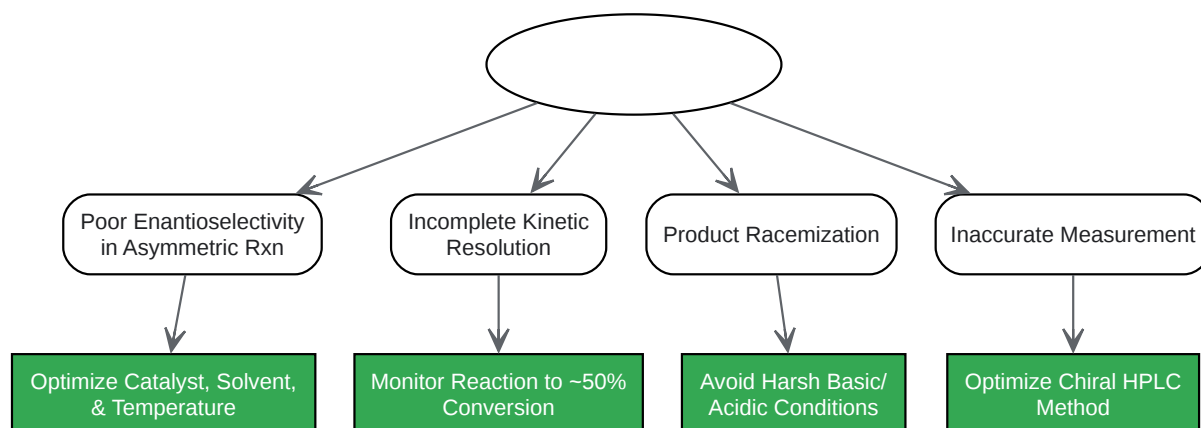 Poor Enantioselectivity
in Asymmetric Rxn
Incomplete Kinetic
Resolution
Product Racemization
Inaccurate Measurement
Optimize Catalyst, Solvent,
& Temperature
Monitor Reaction to ~50%
Conversion
Avoid Harsh Basic/
Acidic Conditions
Optimize Chiral HPLC
Method